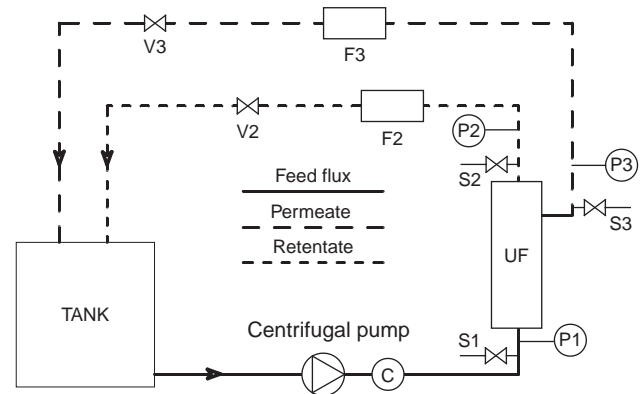 V3
F3
V2
F2
P2
S2
P3
S3
Feed flux
Permeate
Retentate
UF
TANK
Centrifugal pump
S1
P1
C